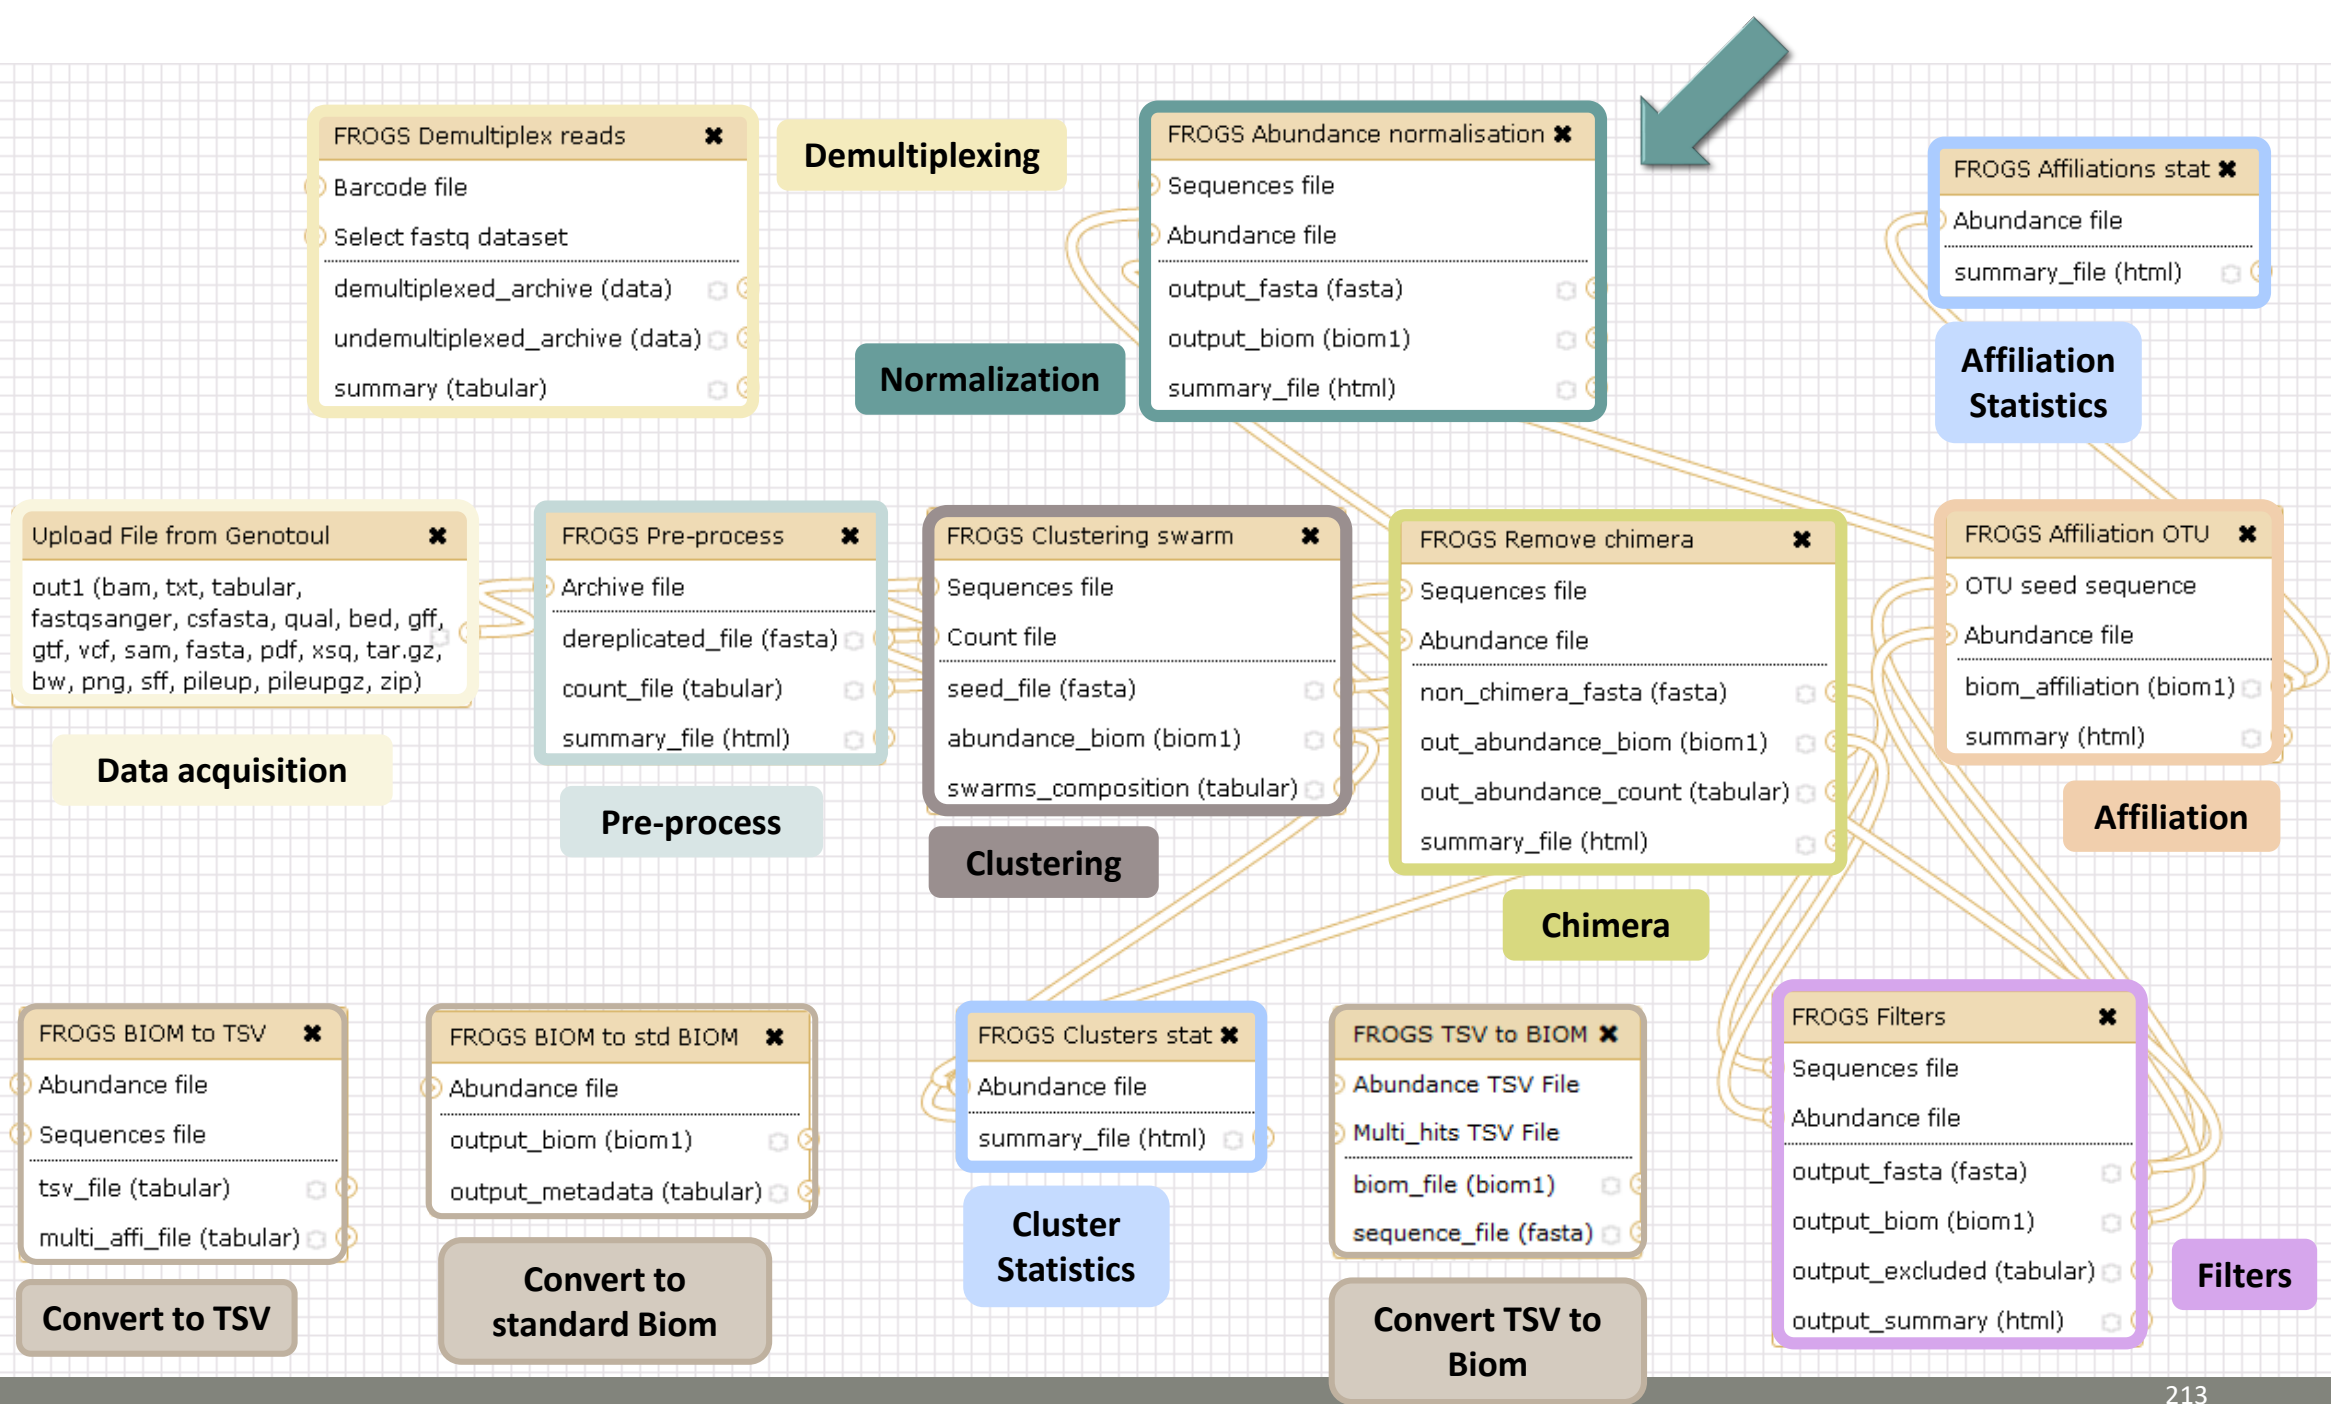 FROGS Demultiplex reads
Barcode file
Select fastq dataset
demultiplexed_archive (data)
undemultiplexed_archive (data)
summary (tabular)
Demultiplexing
FROGS Abundance normalisation
Sequences file
Abundance file
output_fasta (fasta)
output_biom (biom1)
summary_file (html)
Normalization
FROGS Affiliations stat
Abundance file
summary_file (html)
Affiliation
Statistics
Upload File from Genotoul
out1 (bam, txt, tabular,
fastqsanger, csfasta, qual, bed, gff,
gtf, vcf, sam, fasta, pdf, xsq, tar.gz,
bw, png, sff, pileup, pileupgz, zip)
Data acquisition
FROGS Pre-process
Archive file
dereplicated_file (fasta)
count_file (tabular)
summary_file (html)
Pre-process
FROGS Clustering swarm
Sequences file
Count file
seed_file (fasta)
abundance_biom (biom1)
swarms_composition (tabular)
Clustering
FROGS Remove chimera
Sequences file
Abundance file
non_chimera_fasta (fasta)
out_abundance_biom (biom1)
out_abundance_count (tabular)
summary_file (html)
Chimera
FROGS Affiliation OTU
OTU seed sequence
Abundance file
biom_affiliation (biom1)
summary (html)
Affiliation
FROGS BIOM to TSV
Abundance file
Sequences file
tsv_file (tabular)
multi_affi_file (tabular)
Convert to TSV
FROGS BIOM to std BIOM
Abundance file
output_biom (biom1)
output_metadata (tabular)
Convert to
standard Biom
FROGS Clusters stat
Abundance file
summary_file (html)
Cluster
Statistics
FROGS TSV to BIOM
Abundance TSV File
Multi_hits TSV File
biom_file (biom1)
sequence_file (fasta)
Convert TSV to
Biom
FROGS Filters
Sequences file
Abundance file
output_fasta (fasta)
output_biom (biom1)
output_excluded (tabular)
output_summary (html)
Filters
213